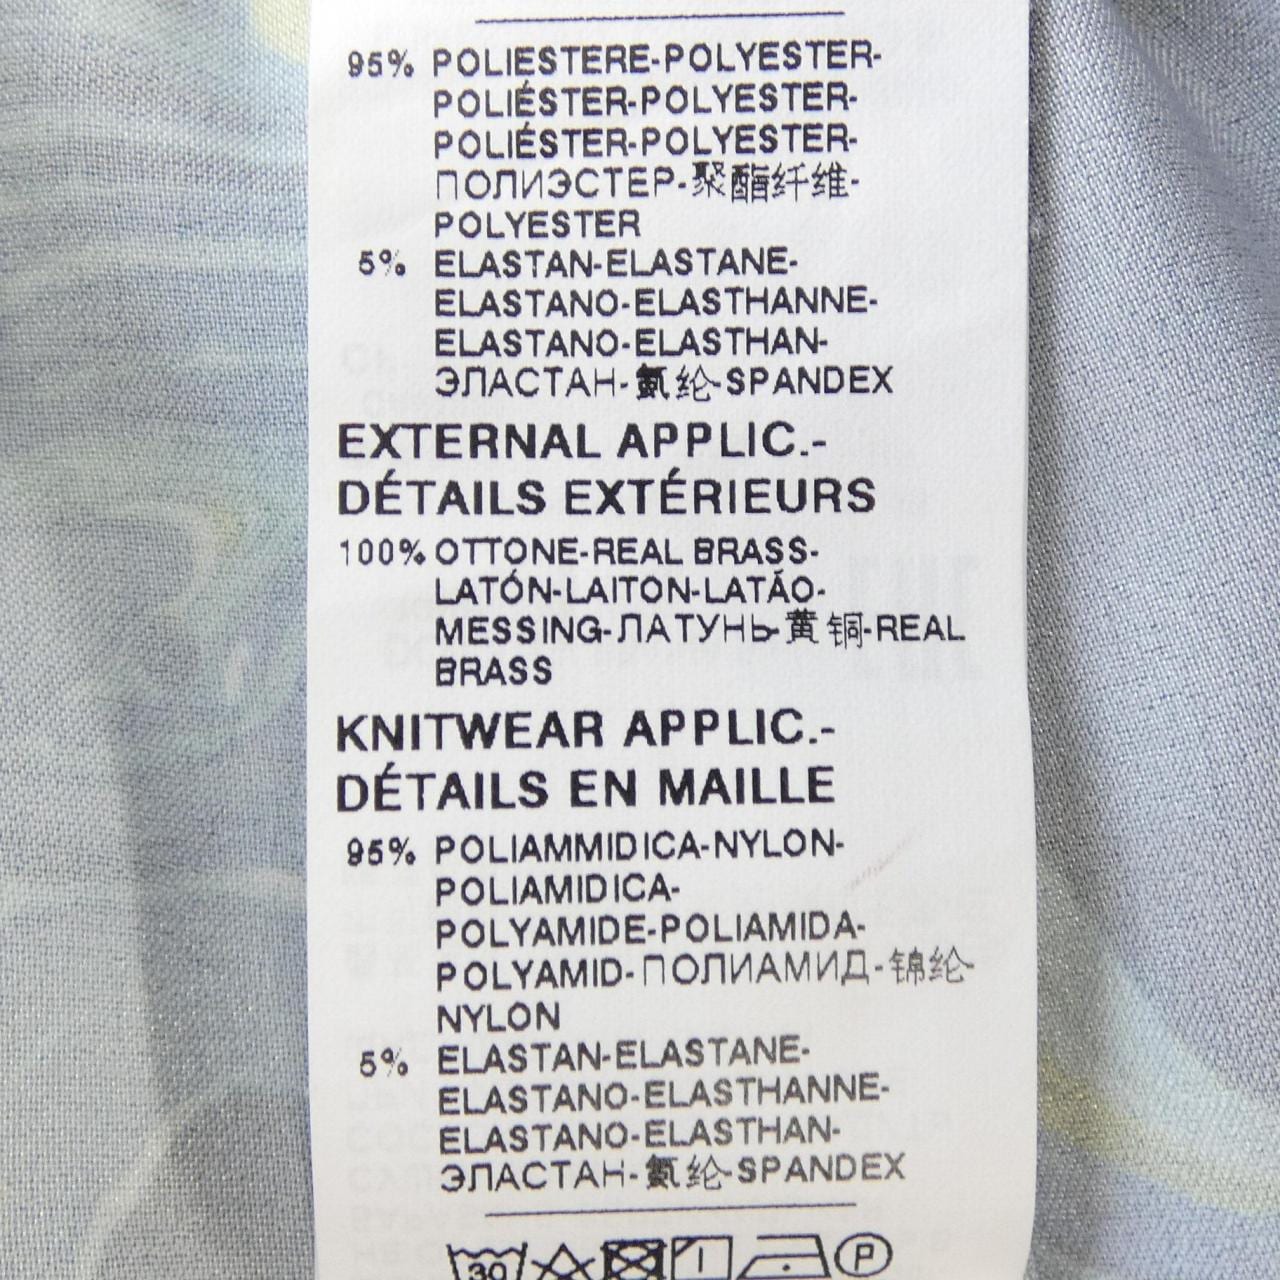 95% POLIESTERE-POLYESTER-
POLIÉSTER-POLYESTER-
POLIÉSTER-POLYESTER-
ПОЛИЭСТЕР-聚酯纤维-
POLYESTER
5% ELASTAN-ELASTANE-
ELASTANO-ELASTHANNE-
ELASTANO-ELASTHAN-
ЭЛАСТАН-氨纶-SPANDEX
EXTERNAL APPLIC.-
DÉTAILS EXTÉRIEURS
100% OTTONE-REAL BRASS-
LATÓN-LAITON-LATÃO-
MESSING-ЛАТУНЬ-黄铜-REAL
BRASS
KNITWEAR APPLIC.-
DÉTAILS EN MAILLE
95% POLIAMMIDICA-NYLON-
POLIAMIDICA-
POLYAMIDE-POLIAMIDA-
POLYAMID-ПОЛИАМИД-锦纶-
NYLON
5% ELASTAN-ELASTANE-
ELASTANO-ELASTHANNE-
ELASTANO-ELASTHAN-
ЭЛАСТАН-氨纶-SPANDEX
30 P